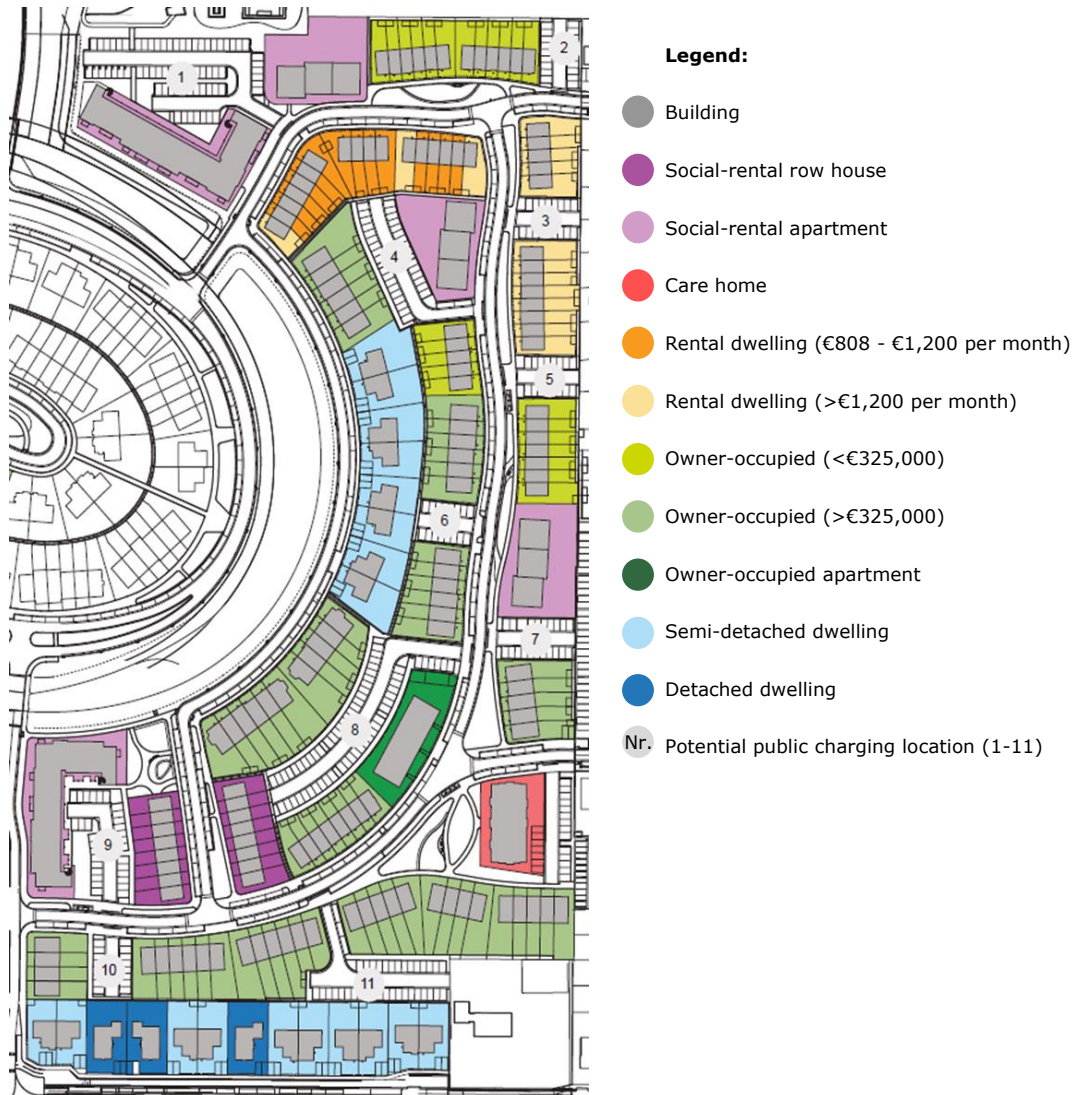 1
2
3
4
5
6
7
8
9
10
11
Legend:
Building
Social-rental row house
Social-rental apartment
Care home
Rental dwelling (€808 - €1,200 per month)
Rental dwelling (>€1,200 per month)
Owner-occupied (<€325,000)
Owner-occupied (>€325,000)
Owner-occupied apartment
Semi-detached dwelling
Detached dwelling
Nr. Potential public charging location (1-11)